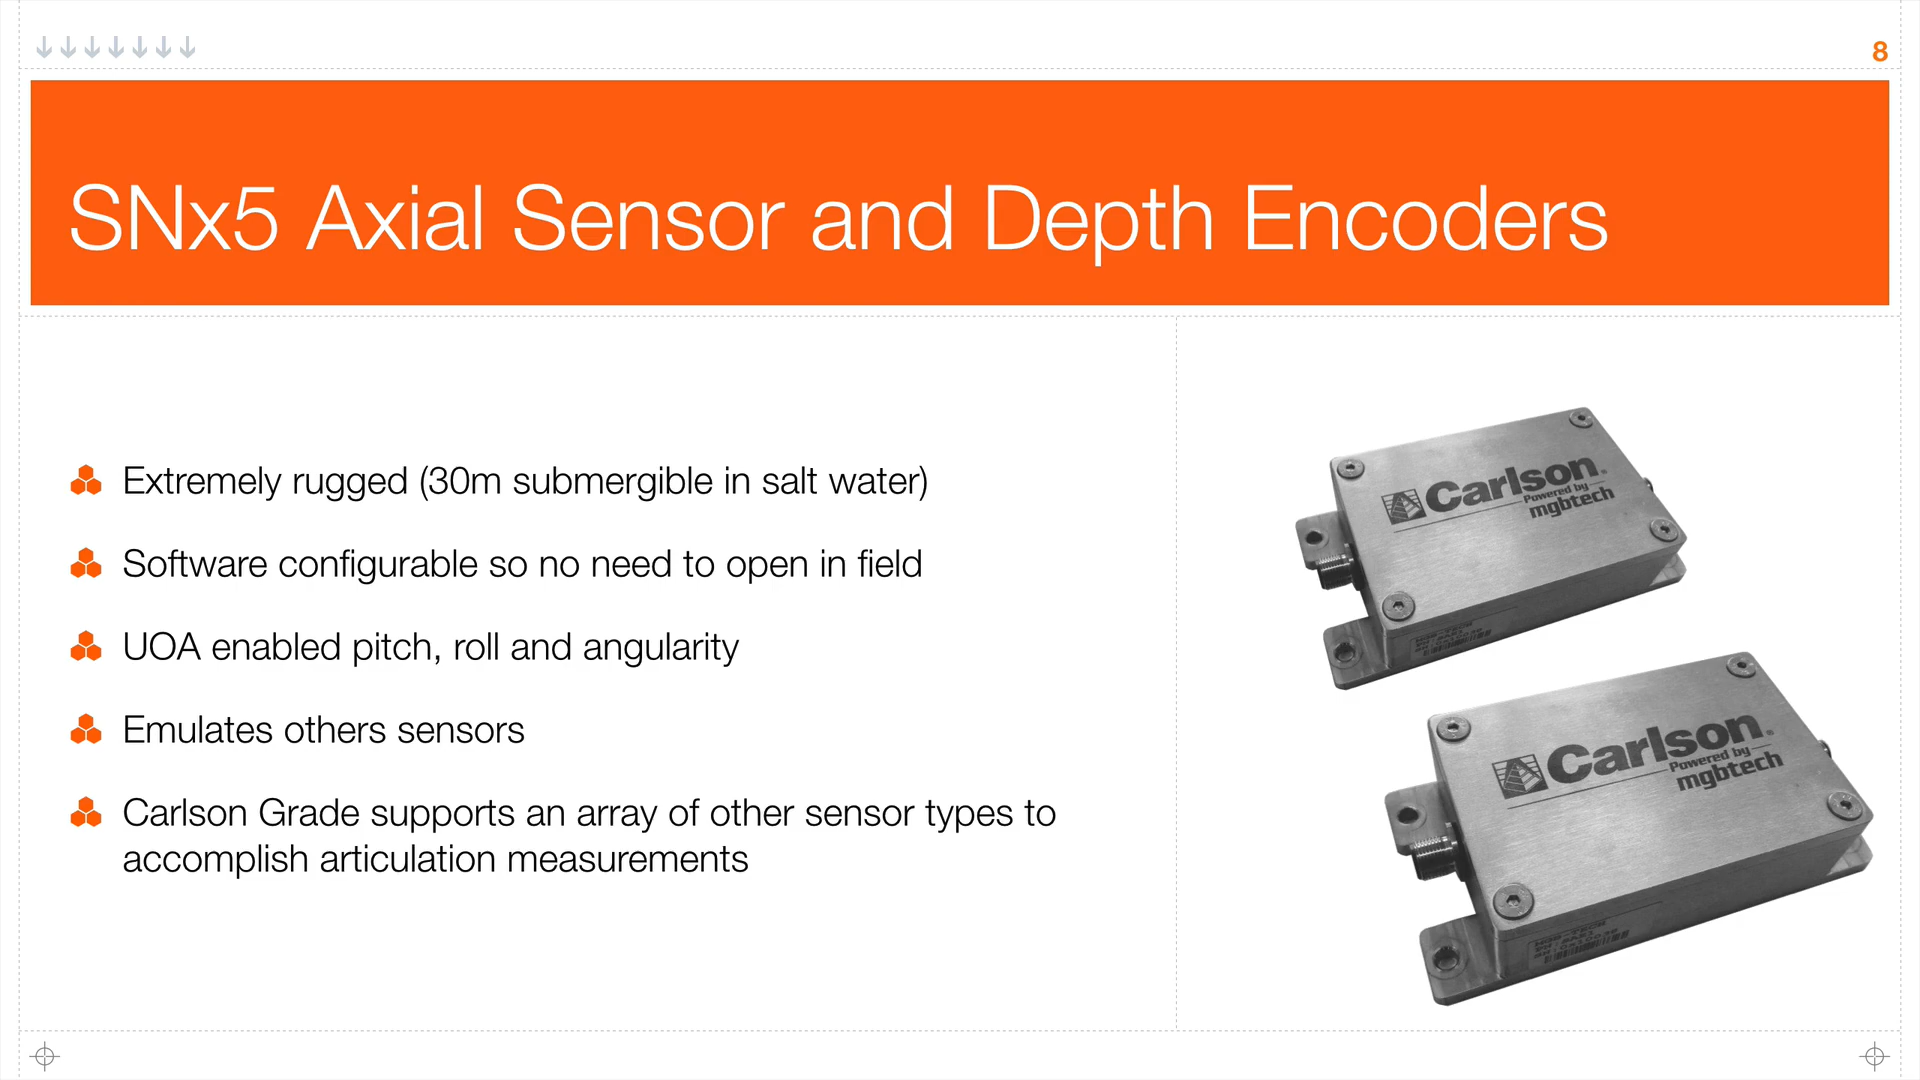 8
SNx5 Axial Sensor and Depth Encoders
Extremely rugged (30m submergible in salt water)
Software configurable so no need to open in field
UOA enabled pitch, roll and angularity
Emulates others sensors
Carlson Grade supports an array of other sensor types to
accomplish articulation measurements
Carlson
Powered by
mgbtech
Carlson
Powered by
mgbtech